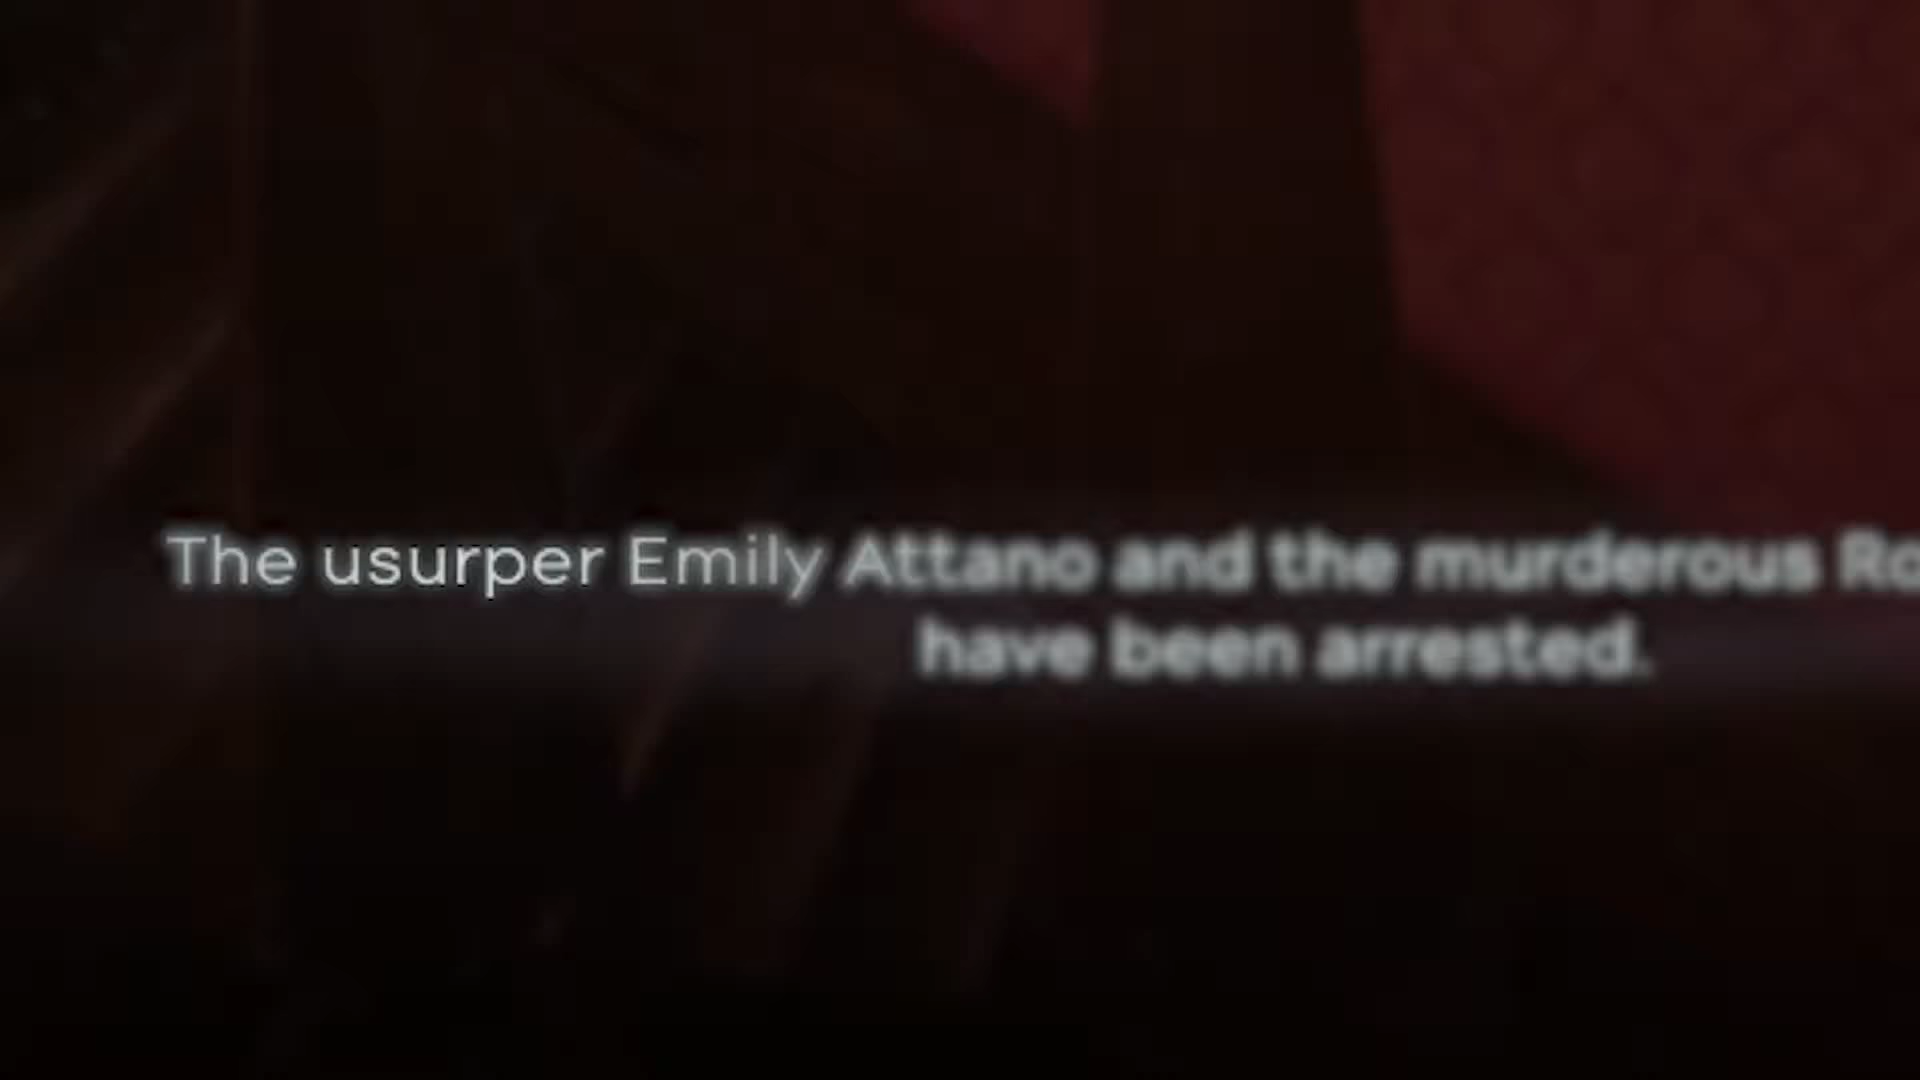 The usurper Emily Attano and the murderous
have been arrested.